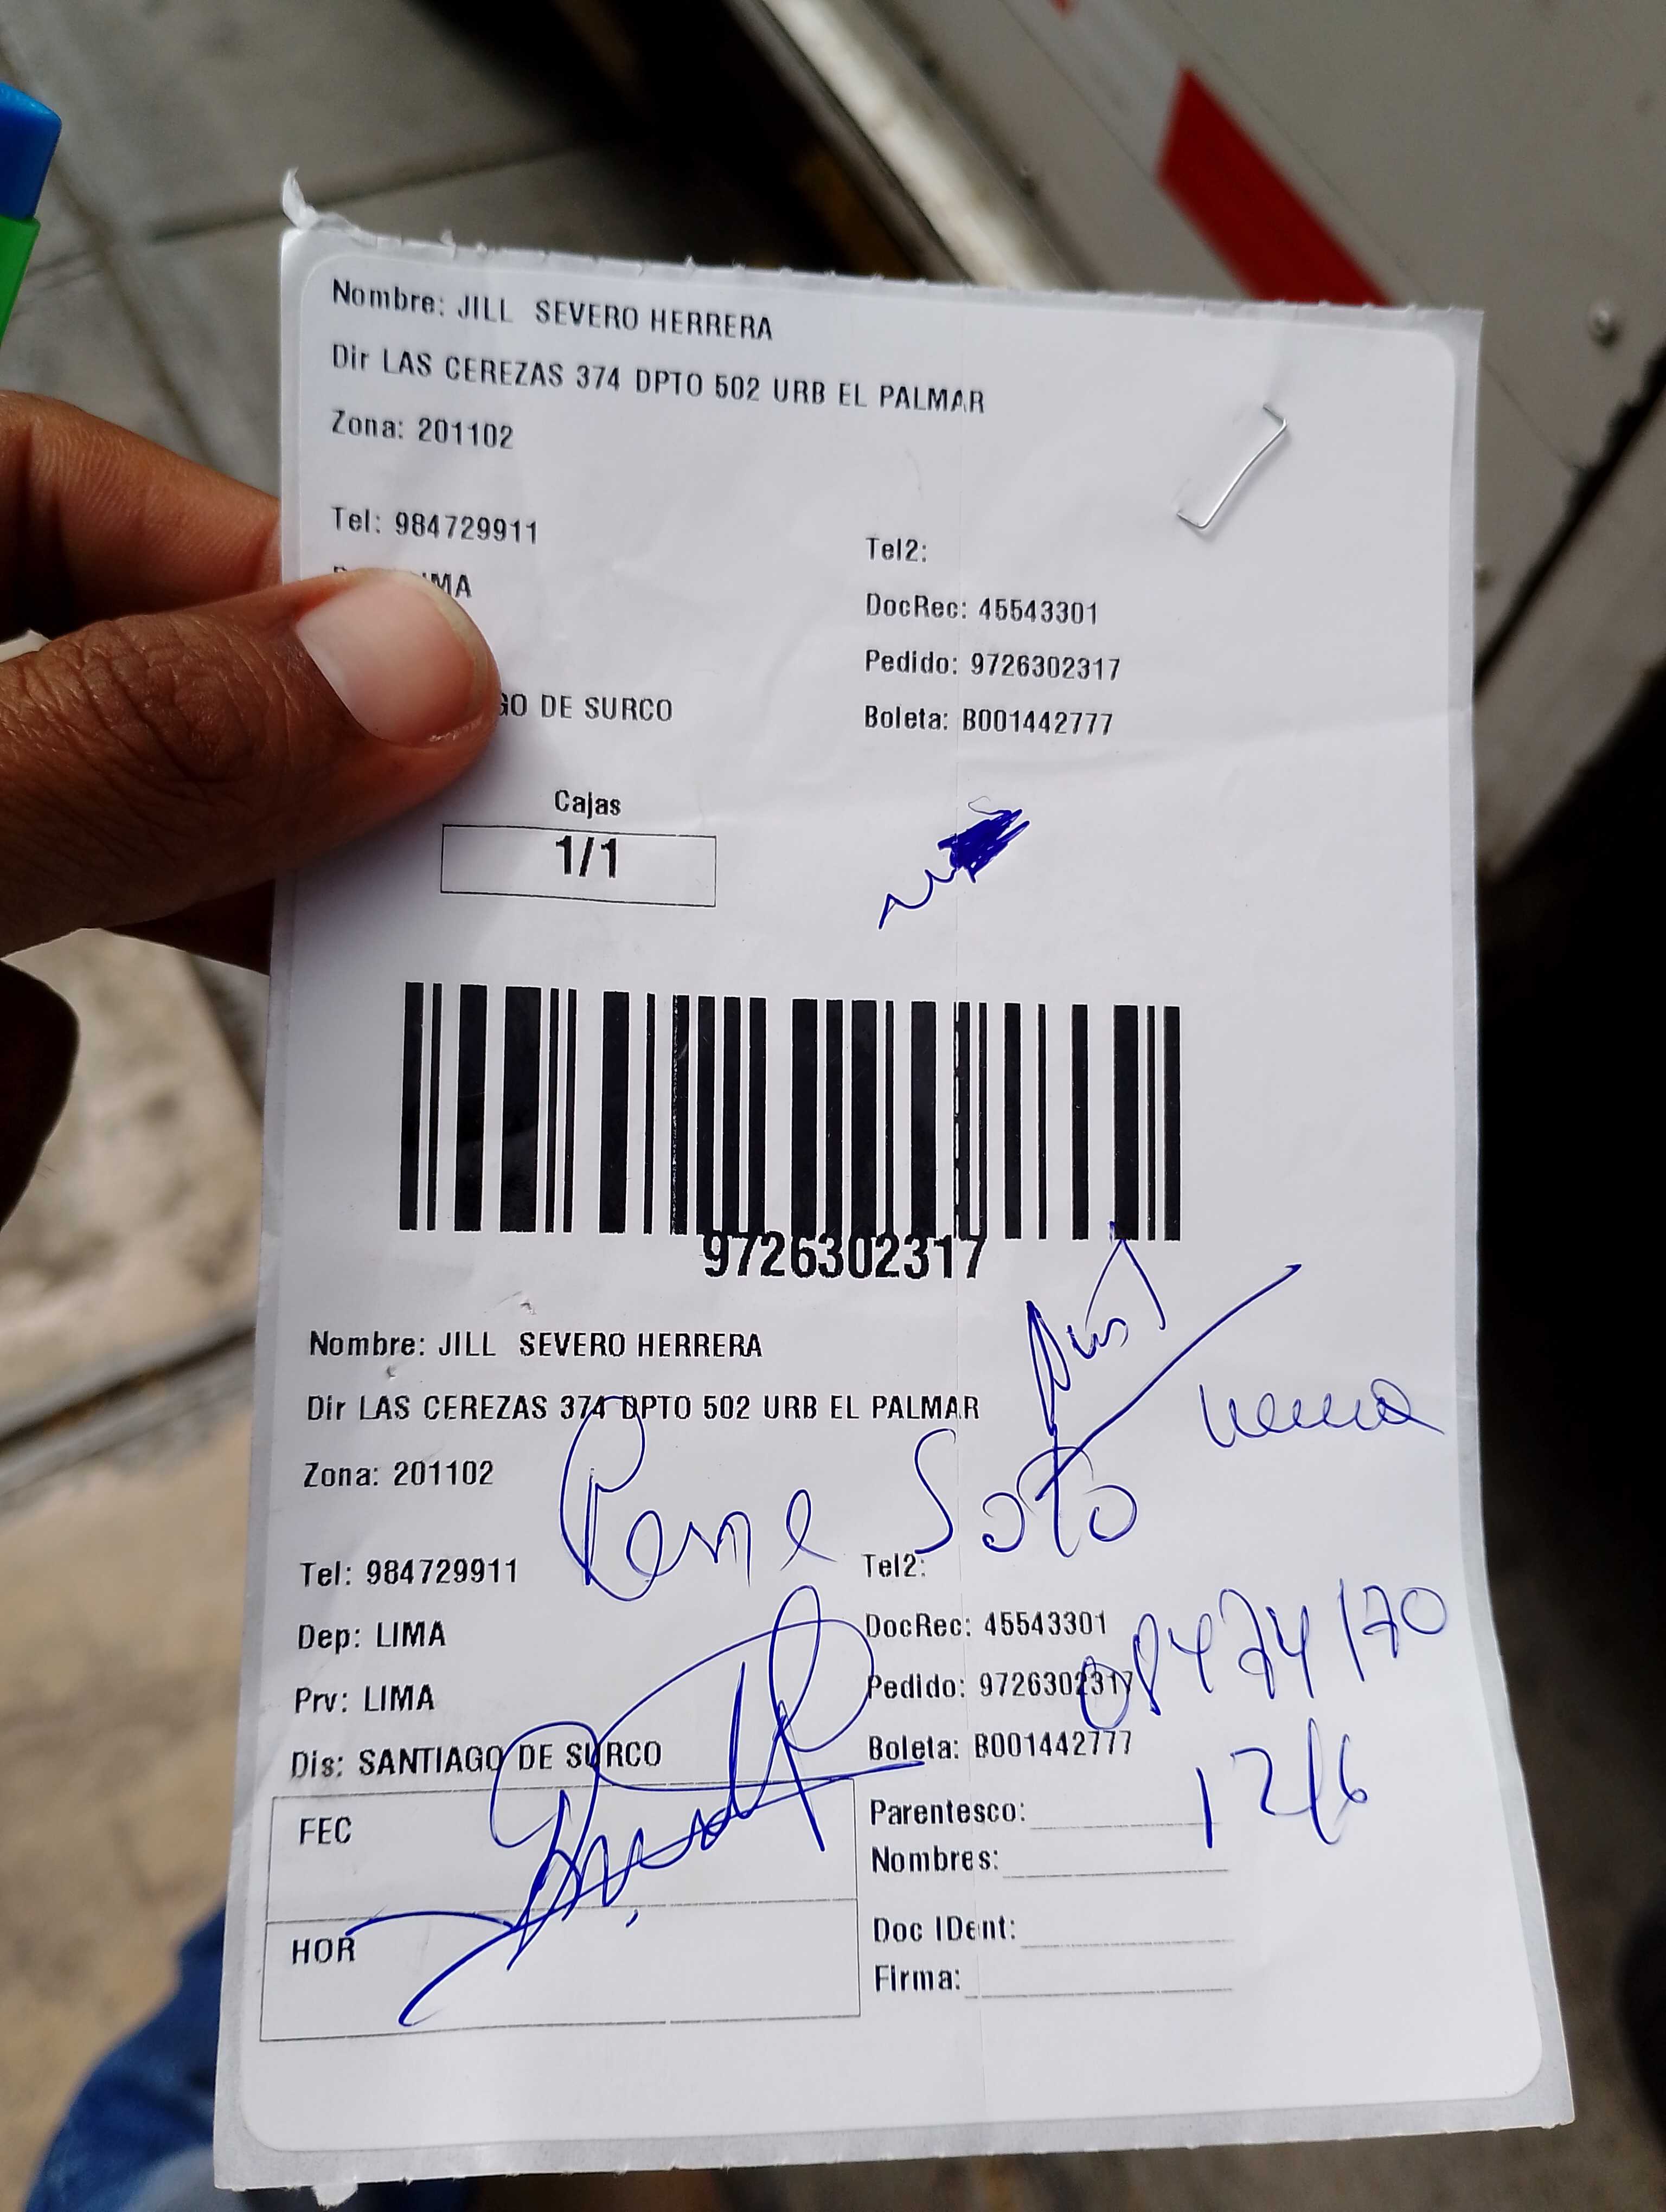 Nombre: JILL SEVERO HERRERA
Dir LAS CEREZAS 374 DPTO 502 URB EL PALMAR
Zona: 201102
Tel: 984729911
Tel2:
DocRec: 45543301
Pedido: 9726302317
GO DE SURCO
Boleta: B001442777
Cajas
1/1
9726302317
Nombre: JILL SEVERO HERRERA
Dir LAS CEREZAS 374 DPTO 502 URB EL PALMAR
Zona: 201102
Soto
Tel: 984729911
Tel2:
Dep: LIMA
DocRec: 45543301
Prv: LIMA
Pedido: 9726302317
Dis: SANTIAGO DE SURCO
Boleta: B001442777
12/6
FEC
Parentesco:
Nombres:
HOR
Doc IDent:
Firma: